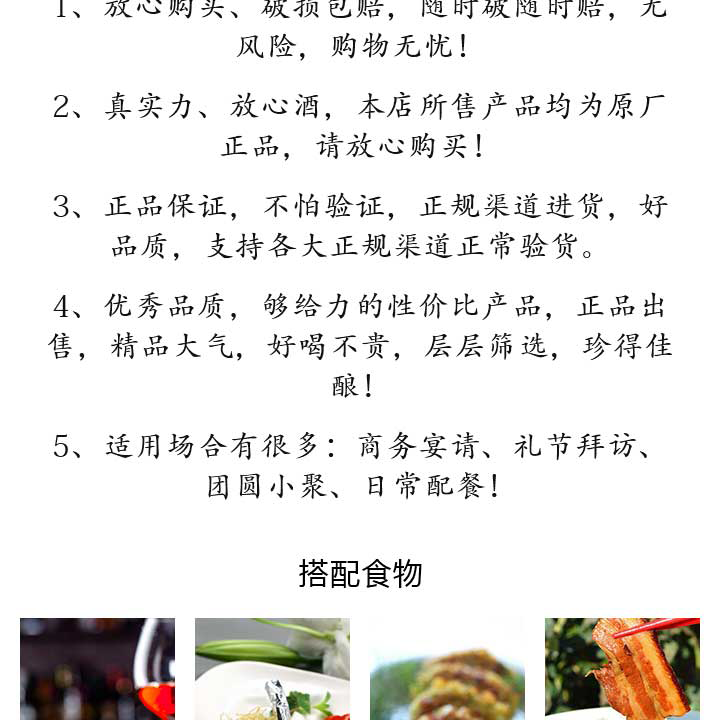 1、放心购买、破损包赔，随时破随时赔，无
风险，购物无忧！
2、真实力、放心酒，本店所售产品均为原厂
正品，请放心购买！
3、正品保证，不怕验证，正规渠道进货，好
品质，支持各大正规渠道正常验货。
4、优秀品质，够给力的性价比产品，正品出
售，精品大气，好喝不贵，层层筛选，珍得佳
酿！
5、适用场合有很多：商务宴请、礼节拜访、
团圆小聚、日常配餐！
搭配食物